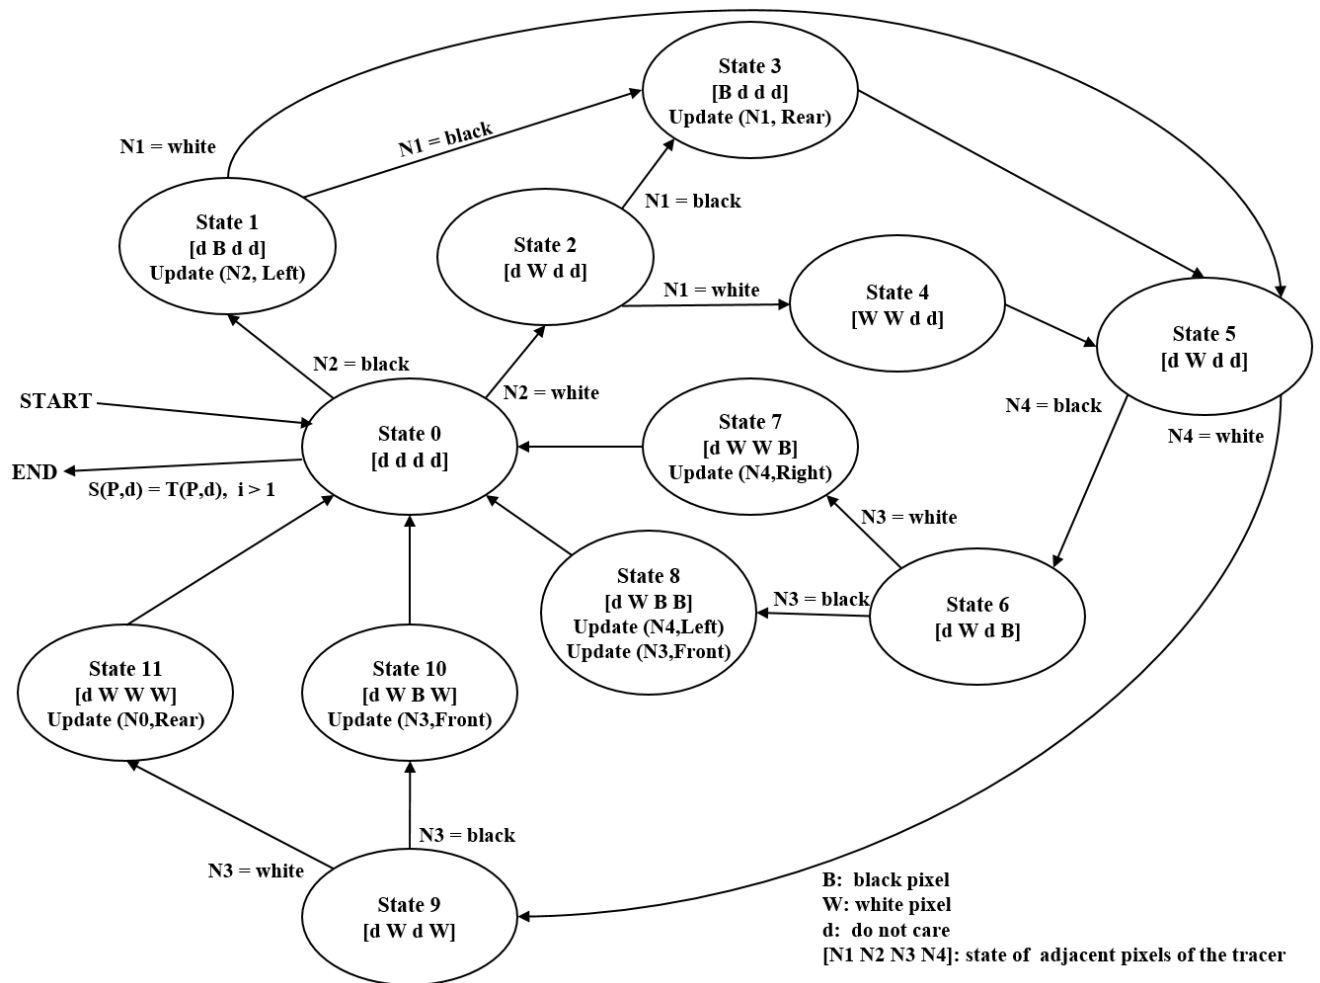 State 3
[B d d d]
Update (N1, Rear)
N1 = white
N1 = black
State 1
[d B d d]
Update (N2, Left)
N1 = black
State 2
[d W d d]
N1 = white
State 4
[W W d d]
State 5
[d W d d]
N2 = black
N2 = white
START
N4 = black
N4 = white
State 0
[d d d d]
State 7
[d W W B]
Update (N4,Right)
END
S(P,d) = T(P,d),  i > 1
N3 = white
State 8
[d W B B]
Update (N4,Left)
Update (N3,Front)
N3 = black
State 6
[d W d B]
State 11
[d W W W]
Update (N0,Rear)
State 10
[d W B W]
Update (N3,Front)
N3 = black
N3 = white
State 9
[d W d W]
B:  black pixel
W: white pixel
d:  do not care
[N1 N2 N3 N4]: state of  adjacent pixels of the tracer